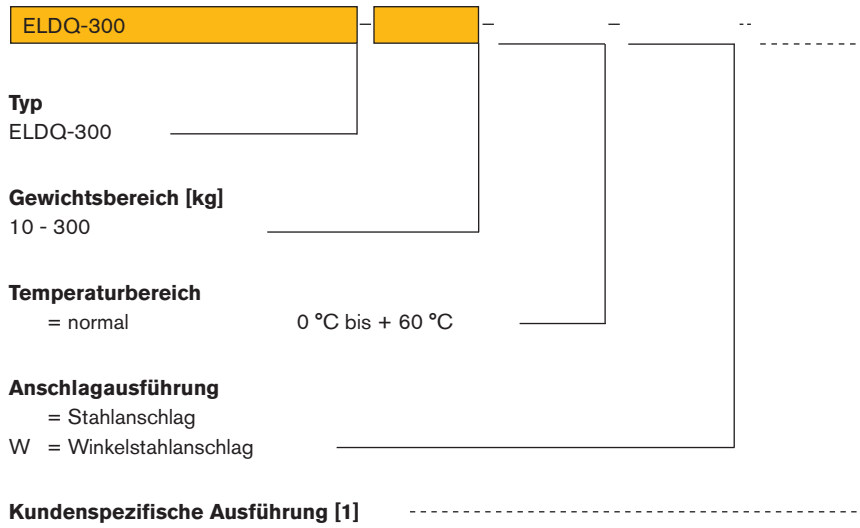 ELDQ-300 - - - --
Typ
ELDQ-300
Gewichtsbereich [kg]
10 - 300
Temperaturbereich
= normal 0 °C bis + 60 °C
Anschlagausführung
= Stahlanschlag
W = Winkelstahlanschlag
Kundenspezifische Ausführung [1]